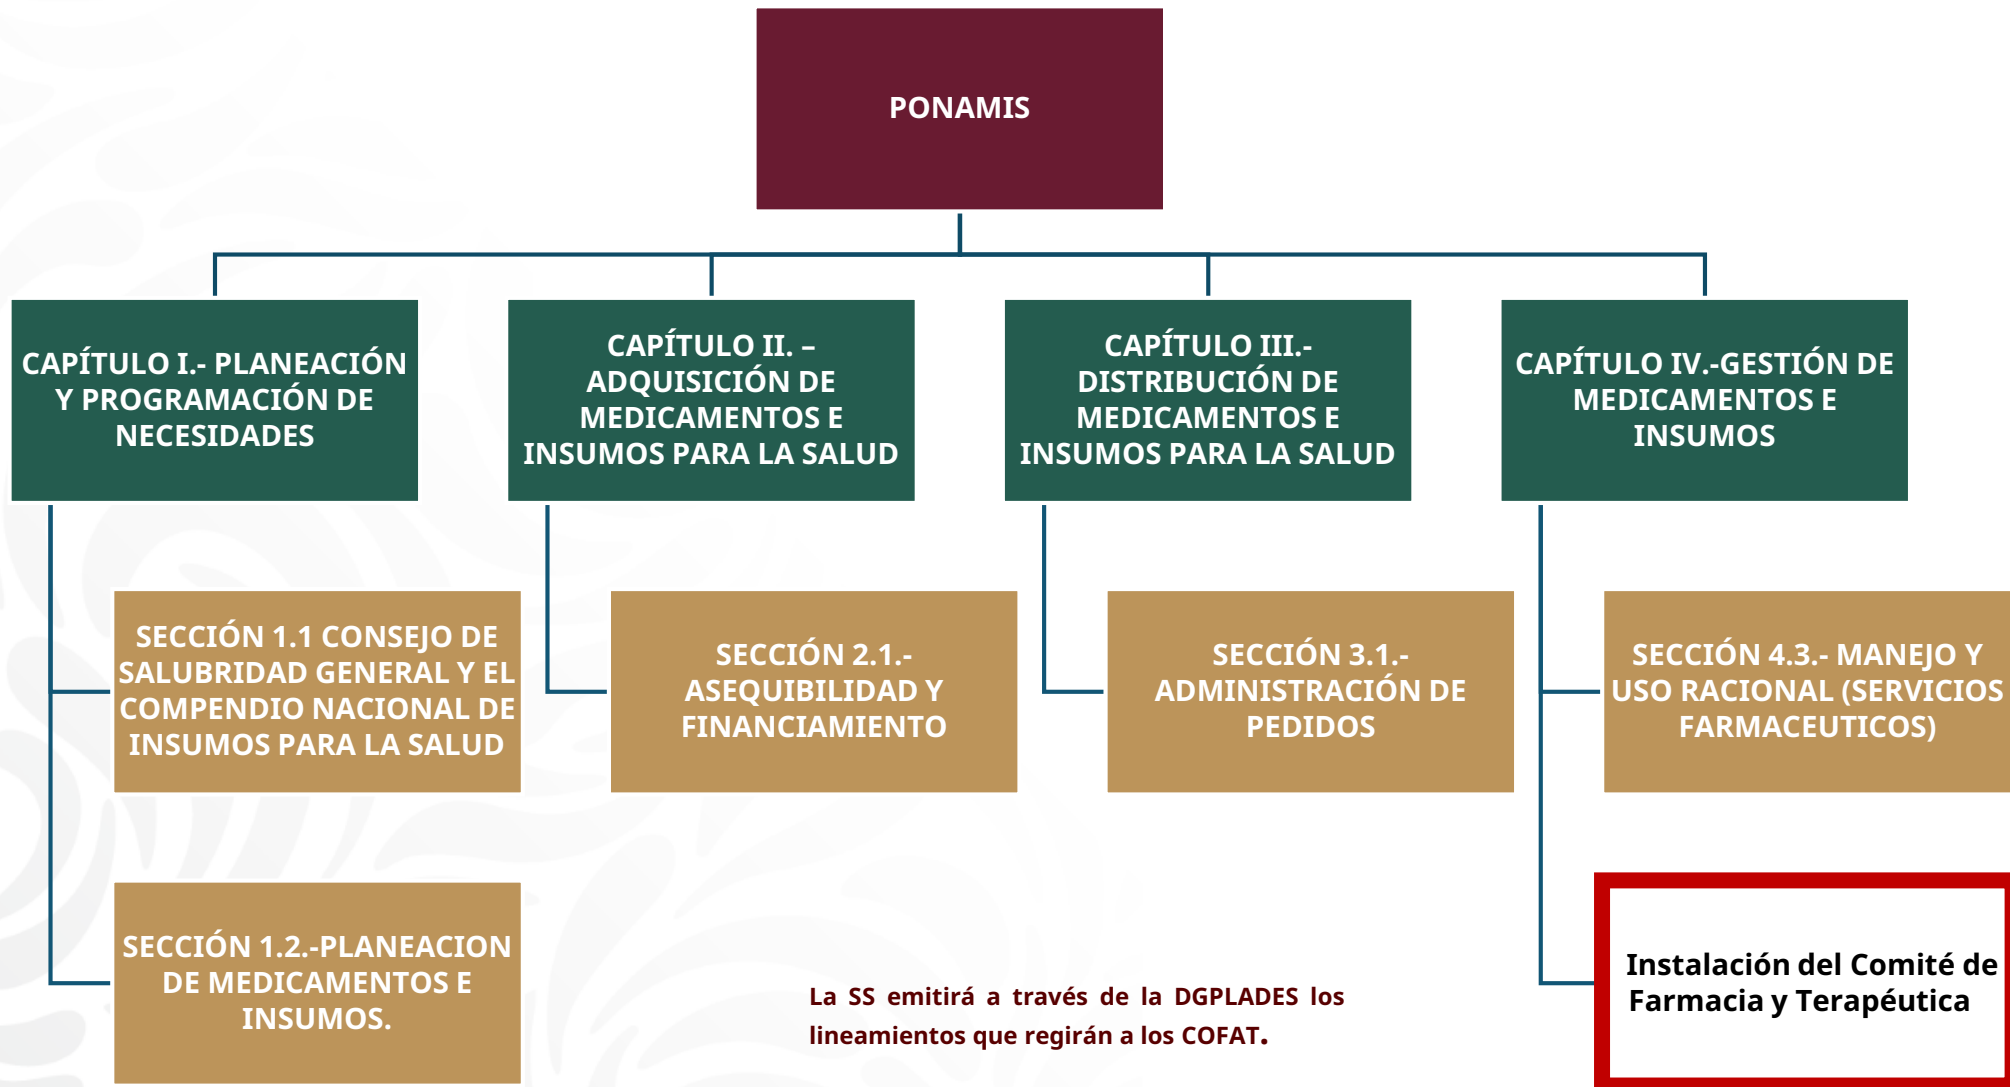 PONAMIS
CAPÍTULO I.- PLANEACIÓN
Y PROGRAMACIÓN DE
NECESIDADES
CAPÍTULO II. –
ADQUISICIÓN DE
MEDICAMENTOS E
INSUMOS PARA LA SALUD
CAPÍTULO III.-
DISTRIBUCIÓN DE
MEDICAMENTOS E
INSUMOS PARA LA SALUD
CAPÍTULO IV.-GESTIÓN DE
MEDICAMENTOS E
INSUMOS
SECCIÓN 1.1 CONSEJO DE
SALUBRIDAD GENERAL Y EL
COMPENDIO NACIONAL DE
INSUMOS PARA LA SALUD
SECCIÓN 2.1.-
ASEQUIBILIDAD Y
FINANCIAMIENTO
SECCIÓN 3.1.-
ADMINISTRACIÓN DE
PEDIDOS
SECCIÓN 4.3.- MANEJO Y
USO RACIONAL (SERVICIOS
FARMACEUTICOS)
SECCIÓN 1.2.-PLANEACION
DE MEDICAMENTOS E
INSUMOS.
La SS emitirá a través de la DGPLADES los
lineamientos que regirán a los COFAT.
Instalación del Comité de
Farmacia y Terapéutica